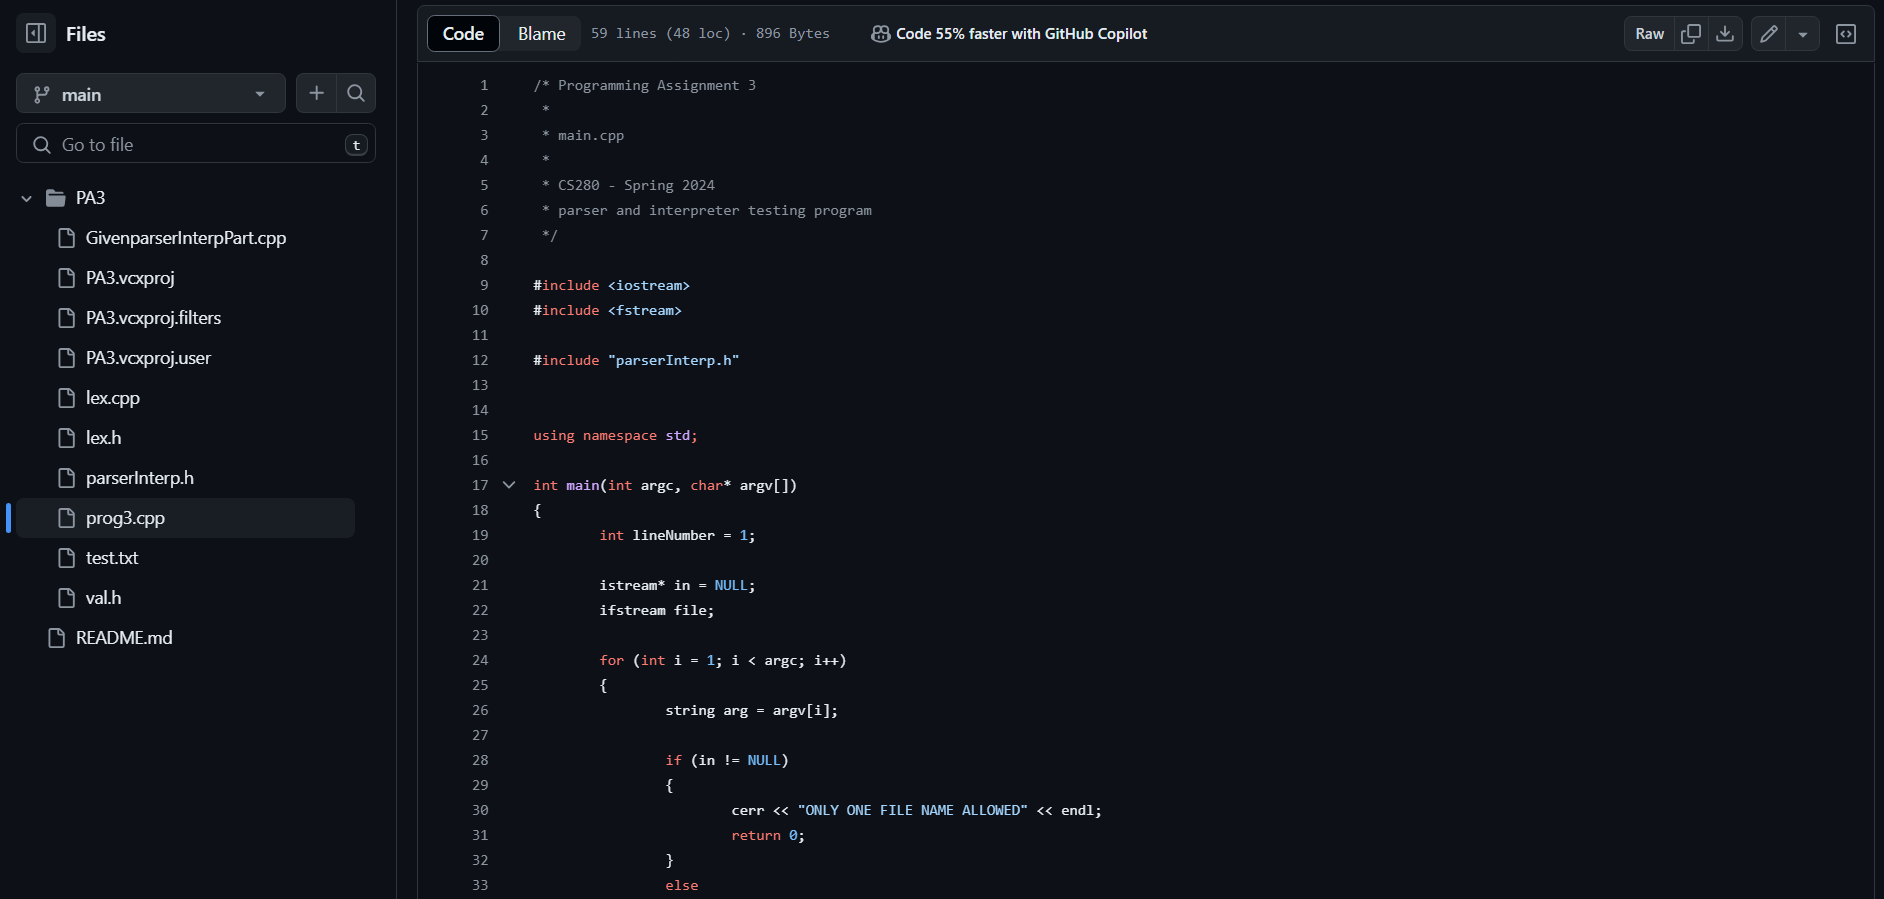 Files
main
Go to file
t
PA3
GivenparserInterpPart.cpp
PA3.vcxproj
PA3.vcxproj.filters
PA3.vcxproj.user
lex.cpp
lex.h
parserInterp.h
prog3.cpp
test.txt
val.h
README.md
Code Blame 59 lines (48 loc) · 896 Bytes Code 55% faster with GitHub Copilot Raw
1 /* Programming Assignment 3
2 *
3 * main.cpp
4 *
5 * CS280 - Spring 2024
6 * parser and interpreter testing program
7 */
8
9 #include <iostream>
10 #include <fstream>
11
12 #include "parserInterp.h"
13
14
15 using namespace std;
16
17 int main(int argc, char* argv[])
18 {
19 int lineNumber = 1;
20
21 istream* in = NULL;
22 ifstream file;
23
24 for (int i = 1; i < argc; i++)
25 {
26 string arg = argv[i];
27
28 if (in != NULL)
29 {
30 cerr << "ONLY ONE FILE NAME ALLOWED" << endl;
31 return 0;
32 }
33 else